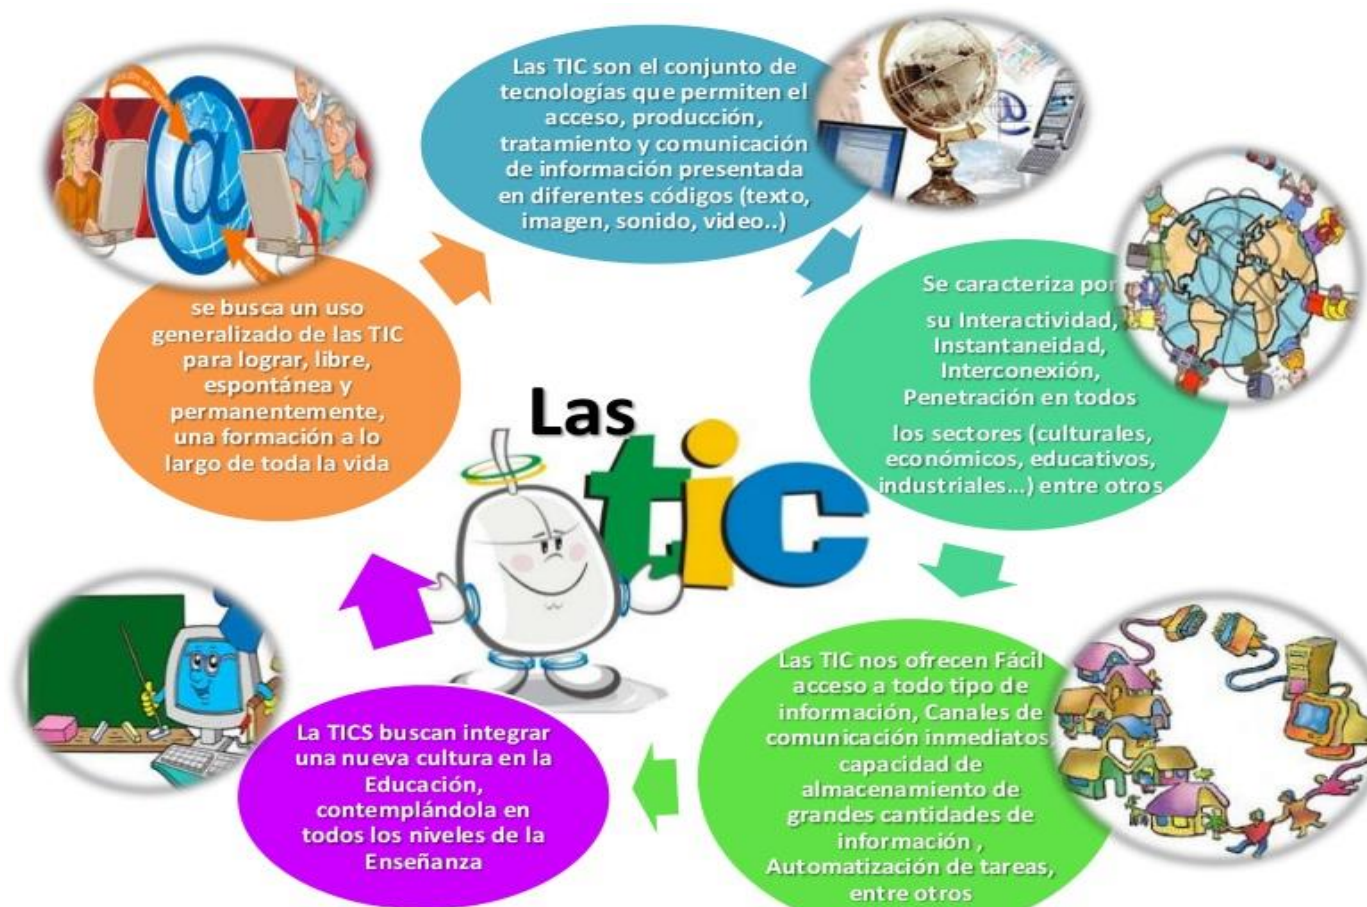 Las TIC son el conjunto de
tecnologías que permiten el
acceso, producción,
tratamiento y comunicación
de información presentada
en diferentes códigos (texto,
imagen, sonido, video..)
Se caracteriza por
su Interactividad,
Instantaneidad,
Interconexión,
Penetración en todos
los sectores (culturales,
económicos, educativos,
industriales...) entre otros
Las TIC nos ofrecen Fácil
acceso a todo tipo de
información, Canales de
comunicación inmediatos
capacidad de
almacenamiento de
grandes cantidades de
información ,
Automatización de tareas,
entre otros
La TICS buscan integrar
una nueva cultura en la
Educación,
contemplándola en
todos los niveles de la
Enseñanza
se busca un uso
generalizado de las TIC
para lograr, libre,
espontánea y
permanentemente,
una formación a lo
largo de toda la vida
Las
tic
@
@